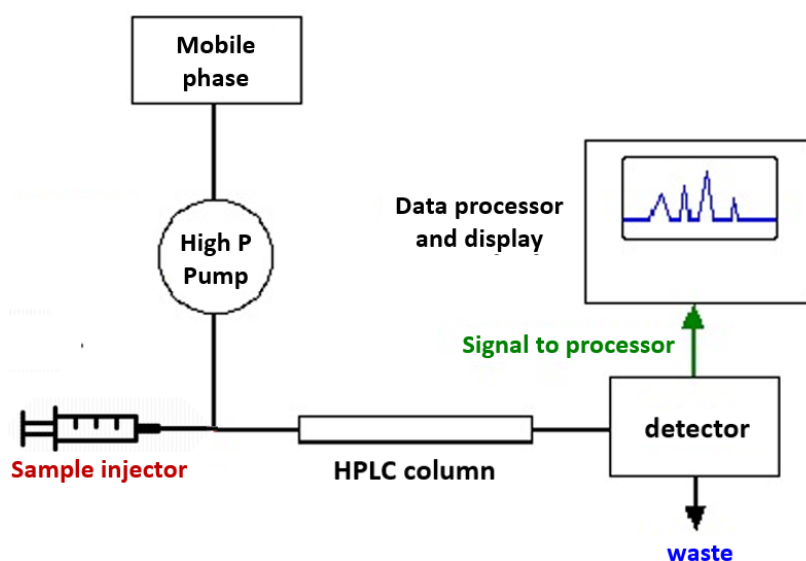 Mobile
phase
High P
Pump
Data processor
and display
Signal to processor
detector
Sample injector
HPLC column
waste